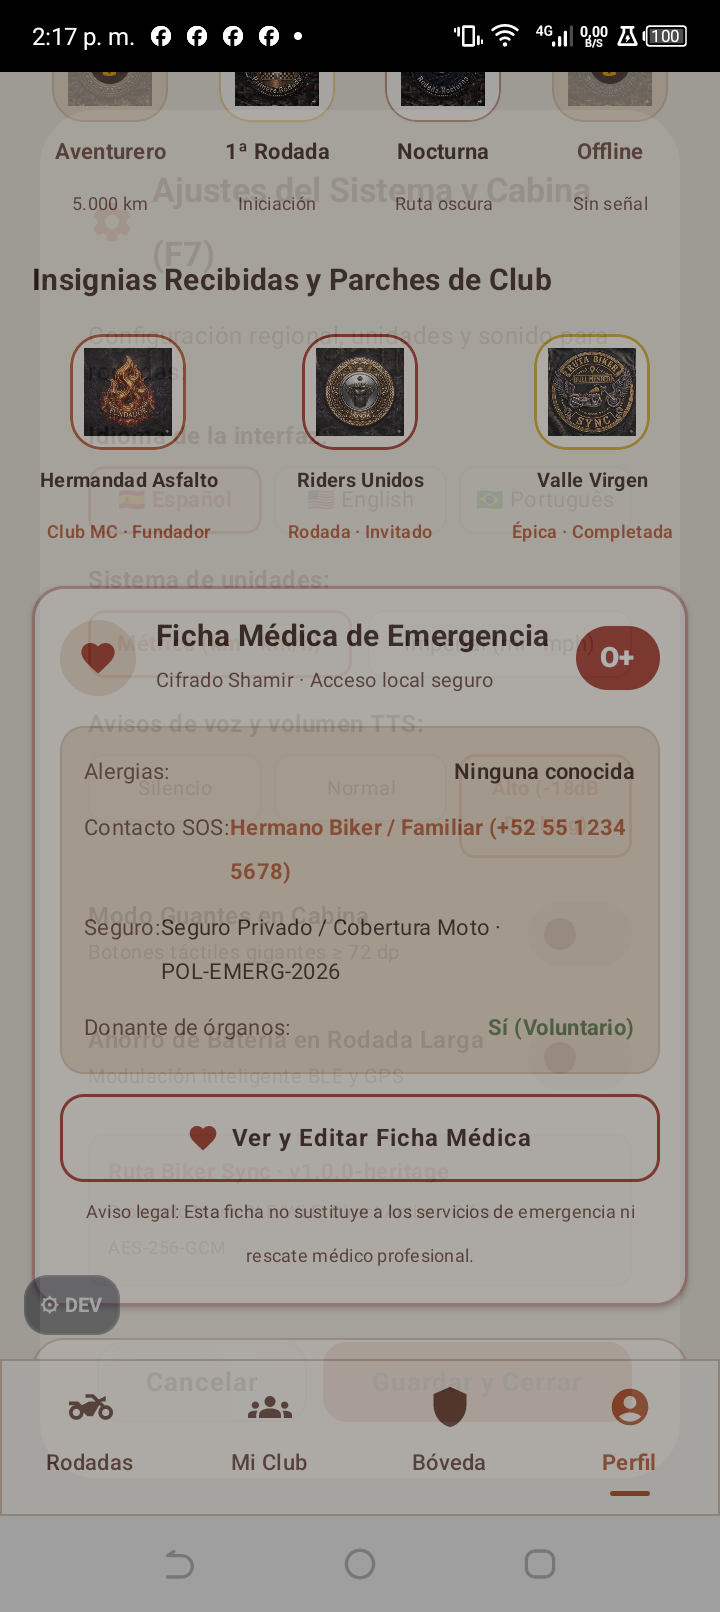 2:17 p. m.
4G
0,00
B/S
100
Aventurero
1ª Rodada
Nocturna
Offline
Ajustes del Sistema y Cabina
5.000 km
Iniciación
Ruta oscura
Sin señal
(F7)
Insignias Recibidas y Parches de Club
Configuración regional, unidades y sonido para
rodadas:
FUNDADOR
RUTA BIKER
SYNC
Idioma de la interfaz:
Hermandad Asfalto
Riders Unidos
Valle Virgen
Español
English
Português
Club MC · Fundador
Rodada · Invitado
Épica · Completada
Sistema de unidades:
Ficha Médica de Emergencia
O+
Cifrado Shamir · Acceso local seguro
Avisos de voz y volumen TTS:
Alergias:
Ninguna conocida
Silencio
Normal
Alto (-18dB
Contacto SOS:
Hermano Biker / Familiar (+52 55 1234
5678)
Modo Guantes en Cabina
Seguro:
Seguro Privado / Cobertura Moto ·
Botones táctiles gigantes ≥ 72 dp
POL-EMERG-2026
Donante de órganos:
Sí (Voluntario)
Ahorro de Batería en Rodada Larga
Modulación inteligente BLE y GPS
Ver y Editar Ficha Médica
Ruta Biker Sync · v1.0.0-heritage
Aviso legal: Esta ficha no sustituye a los servicios de emergencia ni
AES-256-GCM
rescate médico profesional.
DEV
Cancelar
Guardar y Cerrar
Rodadas
Mi Club
Bóveda
Perfil